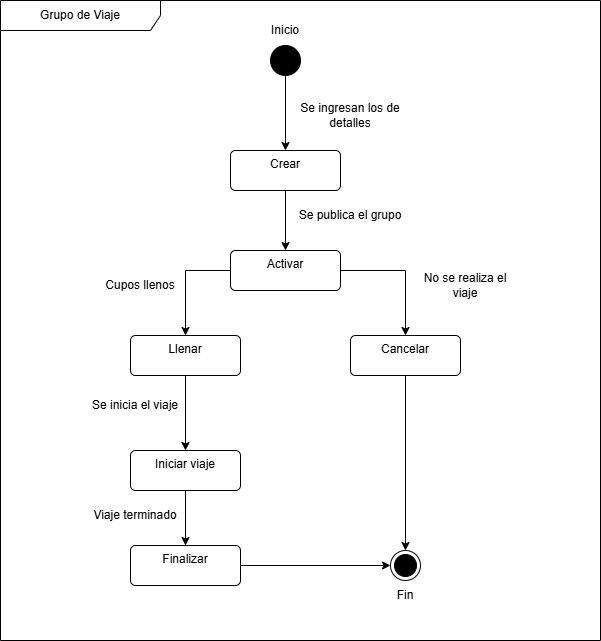 Grupo de Viaje
Inicio
Se ingresan los de
detalles
Crear
Se publica el grupo
Activar
Cupos llenos
No se realiza el
viaje
Llenar
Cancelar
Se inicia el viaje
Iniciar viaje
Viaje terminado
Finalizar
Fin